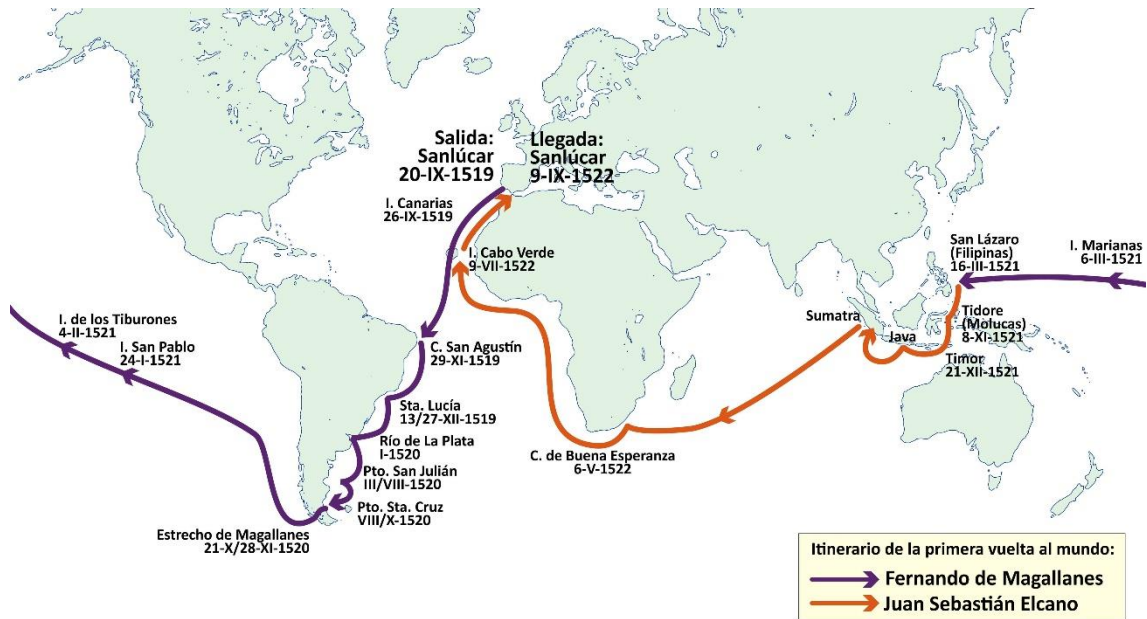 Salida:
Sanlúcar
20-IX-1519
Llegada:
Sanlúcar
9-IX-1522
I. Canarias
26-IX-1519
I. Cabo Verde
9-VII-1522
San Lázaro
(Filipinas)
16-III-1521
I. Marianas
6-III-1521
I. de los Tiburones
4-II-1521
I. San Pablo
24-I-1521
C. San Agustín
29-XI-1519
Sumatra
Java
Tidore
(Molucas)
8-XI-1521
Timor
21-XII-1521
Sta. Lucía
13/27-XII-1519
Río de La Plata
I-1520
Pto. San Julián
III/VIII-1520
Pto. Sta. Cruz
VIII/X-1520
C. de Buena Esperanza
6-V-1522
Estrecho de Magallanes
21-X/28-XI-1520
Itinerario de la primera vuelta al mundo:
Fernando de Magallanes
Juan Sebastián Elcano